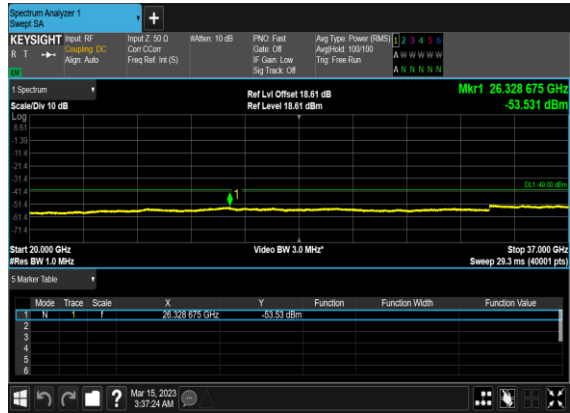 Spectrum Analyzer 1
Swept SA
KEYSIGHT Input: RF Input Z: 50 Ω #Atten: 10 dB PNO: Fast Avg Type: Power (RMS) 1 2 3 4 5 6
R T Coupling: DC Corr CCorr Gate: Off Avg|Hold: 100/100 A W W W W W
Align: Auto Freq Ref: Int (S) IF Gain: Low Trig: Free Run
Sig Track: Off A N N N N N
1 Spectrum Ref Lvl Offset 18.61 dB Mkr1 26.328 675 GHz
Scale/Div 10 dB Ref Level 18.61 dBm -53.531 dBm
Log
8.61
-1.39
-11.4
-21.4
-31.4
DL1 -40.00 dBm
-41.4
1
-51.4
-61.4
-71.4
Start 20.000 GHz Video BW 3.0 MHz* Stop 37.000 GHz
#Res BW 1.0 MHz Sweep 29.3 ms (40001 pts)
5 Marker Table
Mode Trace Scale X Y Function Function Width Function Value
1 N 1 f 26.328 675 GHz -53.53 dBm
2
3
4
5
6
? Mar 15, 2023
3:37:24 AM